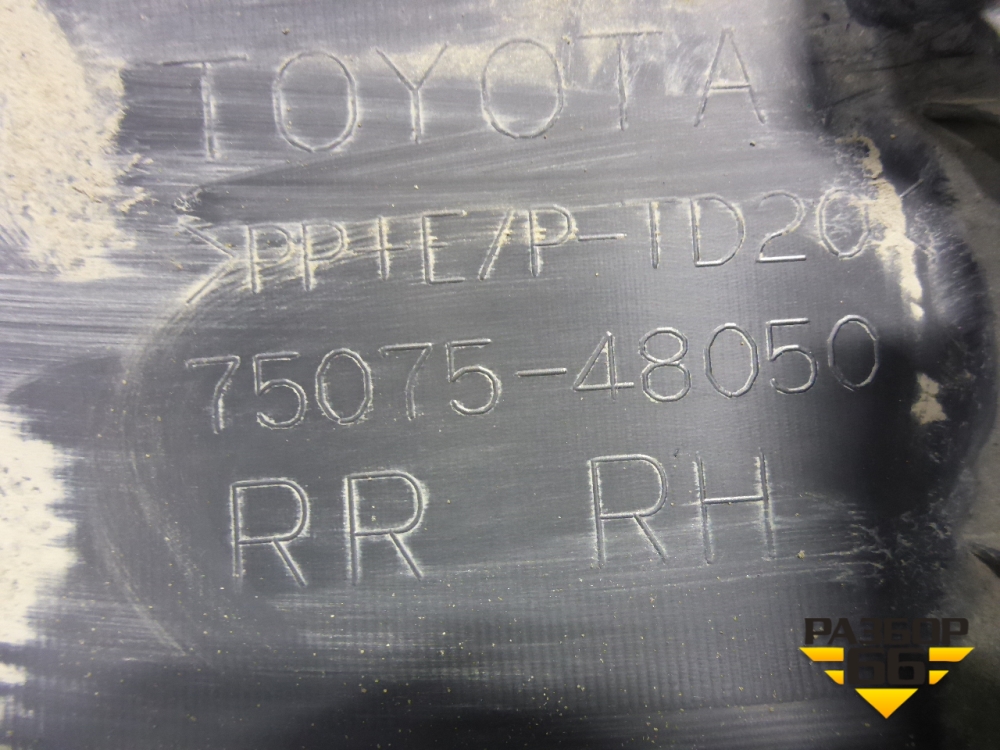 TOYOTA
>PP+E/P-TD20
75075-48050
RR RH
РАЗБОР
66